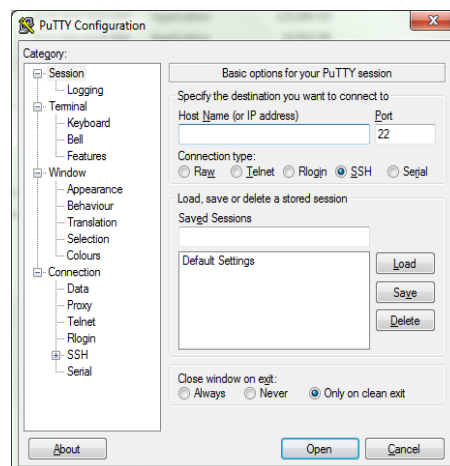 PuTTY Configuration
Category:
Session
Logging
Terminal
Keyboard
Bell
Features
Window
Appearance
Behaviour
Translation
Selection
Colours
Connection
Data
Proxy
Telnet
Rlogin
SSH
Serial
Basic options for your PuTTY session
Specify the destination you want to connect to
Host Name (or IP address) Port
22
Connection type:
Raw Telnet Rlogin SSH Serial
Load, save or delete a stored session
Saved Sessions
Default Settings
Load
Save
Delete
Close window on exit:
Always Never Only on clean exit
About Open Cancel